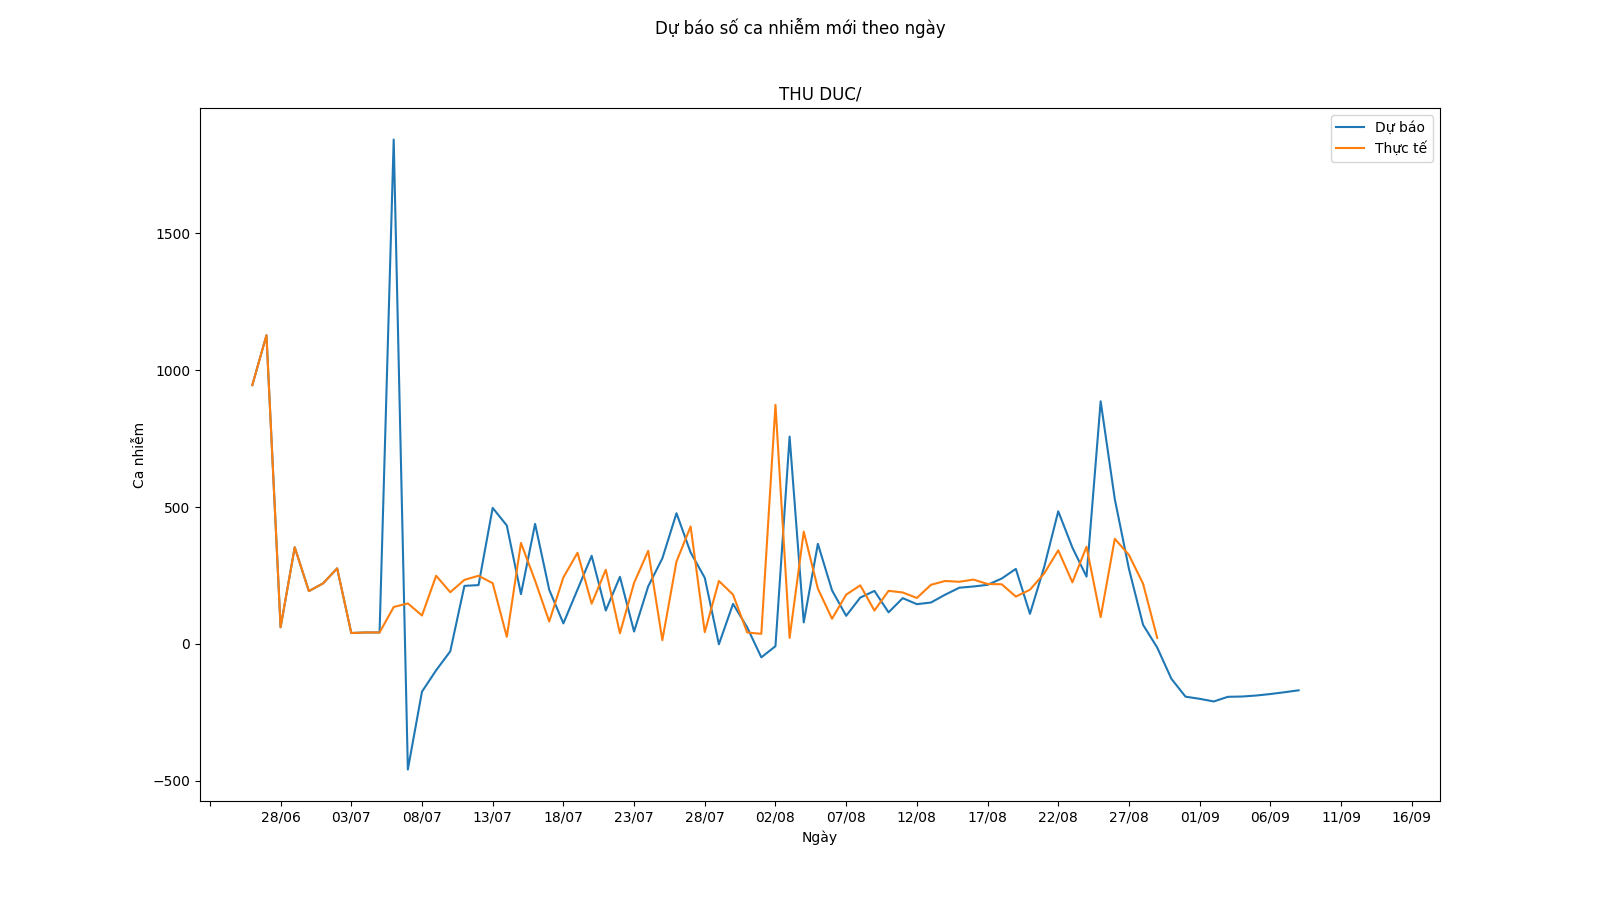 Dự báo số ca nhiễm mới theo ngày
THU DUC/
Dự báo
Thực tế
Ca nhiễm
1500
1000
500
0
−500
28/06 03/07 08/07 13/07 18/07 23/07 28/07 02/08 07/08 12/08 17/08 22/08 27/08 01/09 06/09 11/09 16/09
Ngày